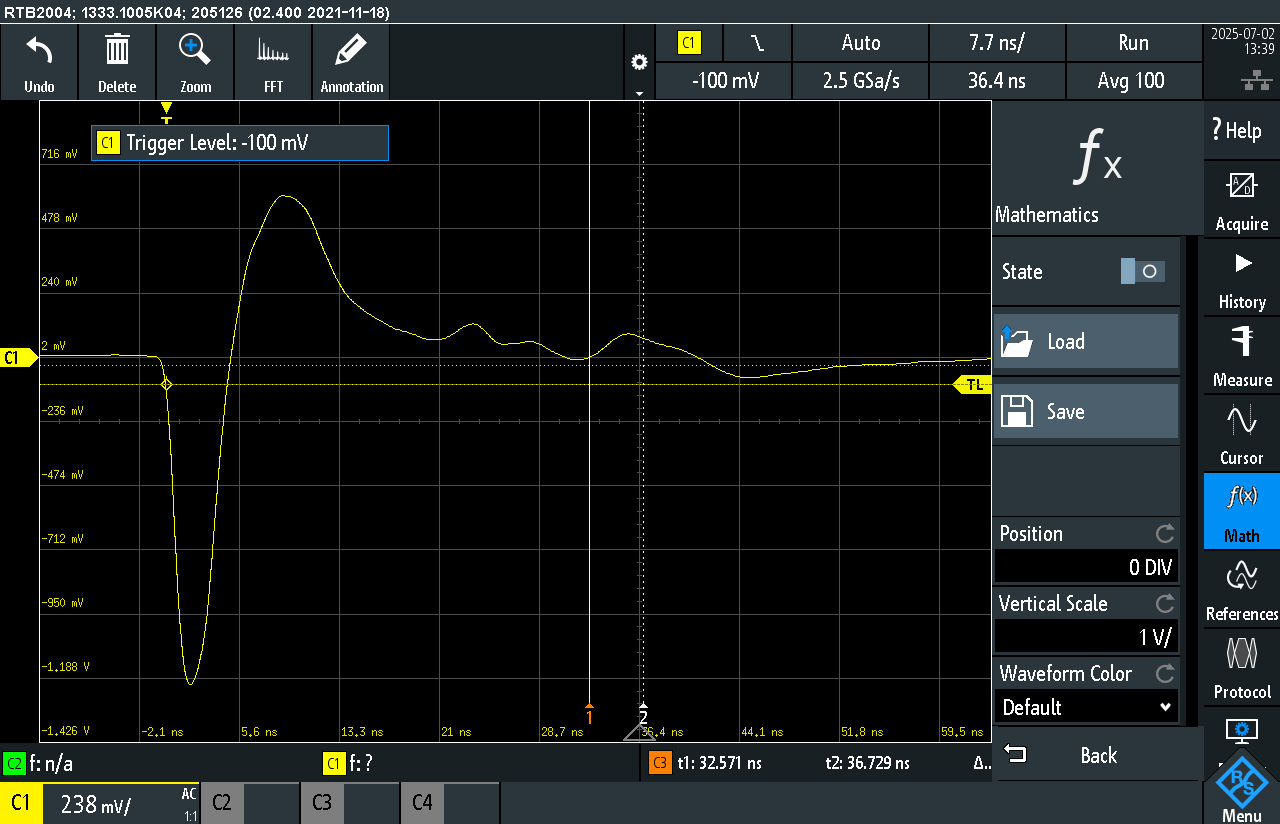 RTB2004; 1333.1005K04; 205126 (02.400 2021-11-18)
Undo
Delete
Zoom
FFT
Annotation
C1
Auto
7.7 ns/
Run
-100 mV
2.5 GSa/s
36.4 ns
Avg 100
2025-07-02
13:39
T
C1 Trigger Level: -100 mV
716 mV
478 mV
240 mV
2 mV
C1
TL
-236 mV
-474 mV
-712 mV
-950 mV
-1.188 V
-1.426 V
1
2
-2.1 ns
5.6 ns
13.3 ns
21 ns
28.7 ns
36.4 ns
44.1 ns
51.8 ns
59.5 ns
fx
Mathematics
State
Load
Save
Position
0 DIV
Vertical Scale
1 V/
Waveform Color
Default
Back
? Help
A/D
Acquire
History
Measure
Cursor
f(x)
Math
References
Protocol
R&S
Menu
C2 f: n/a
C1 f: ?
C3 t1: 32.571 ns
t2: 36.729 ns
Δ..
C1
238 mV/
AC
1:1
C2
C3
C4